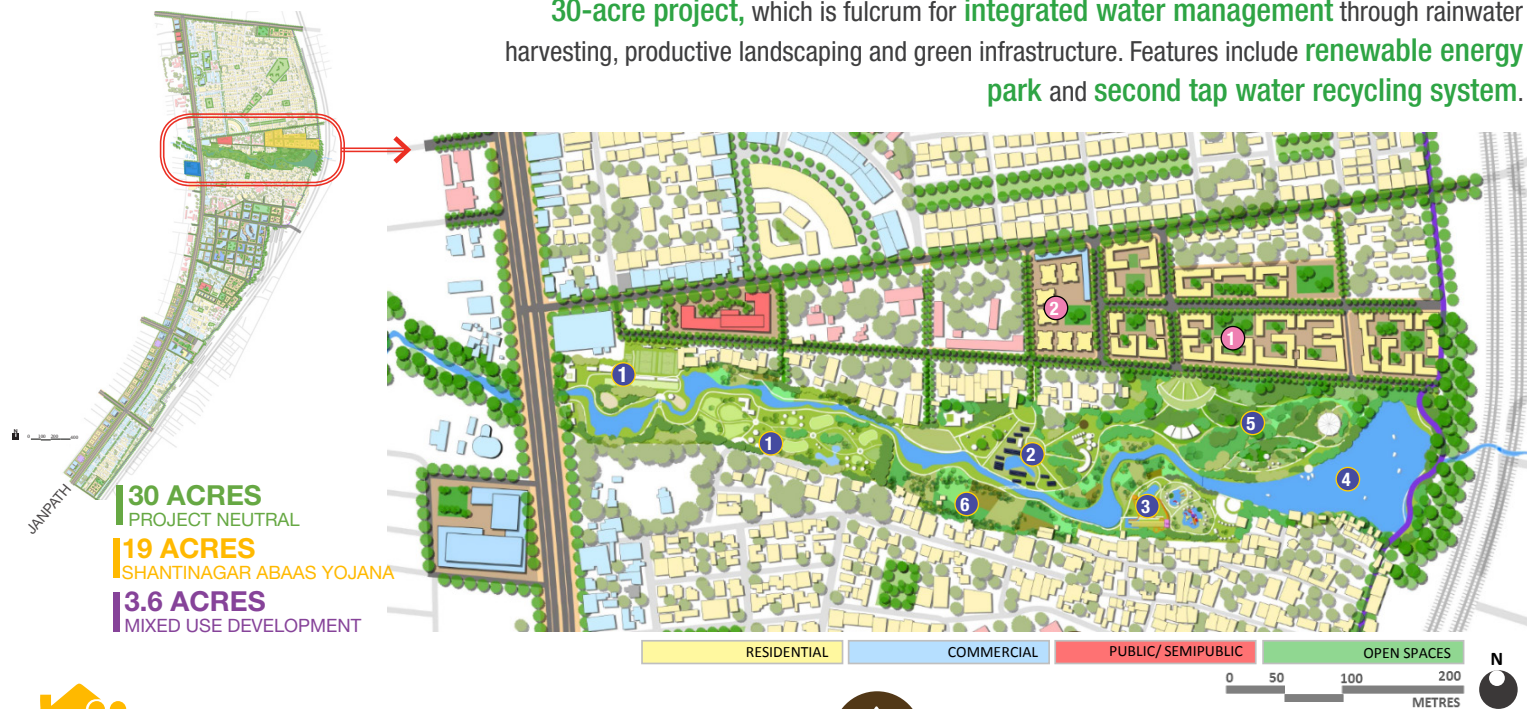 30-acre project, which is fulcrum for integrated water management through rainwater
harvesting, productive landscaping and green infrastructure. Features include renewable energy
park and second tap water recycling system.
JANPATH
30 ACRES
PROJECT NEUTRAL
19 ACRES
SHANTINAGAR ABAAS YOJANA
3.6 ACRES
MIXED USE DEVELOPMENT
2
1
1
1
2
5
4
3
6
RESIDENTIAL
COMMERCIAL
PUBLIC/ SEMIPUBLIC
OPEN SPACES
N
0 50 100 200
METRES